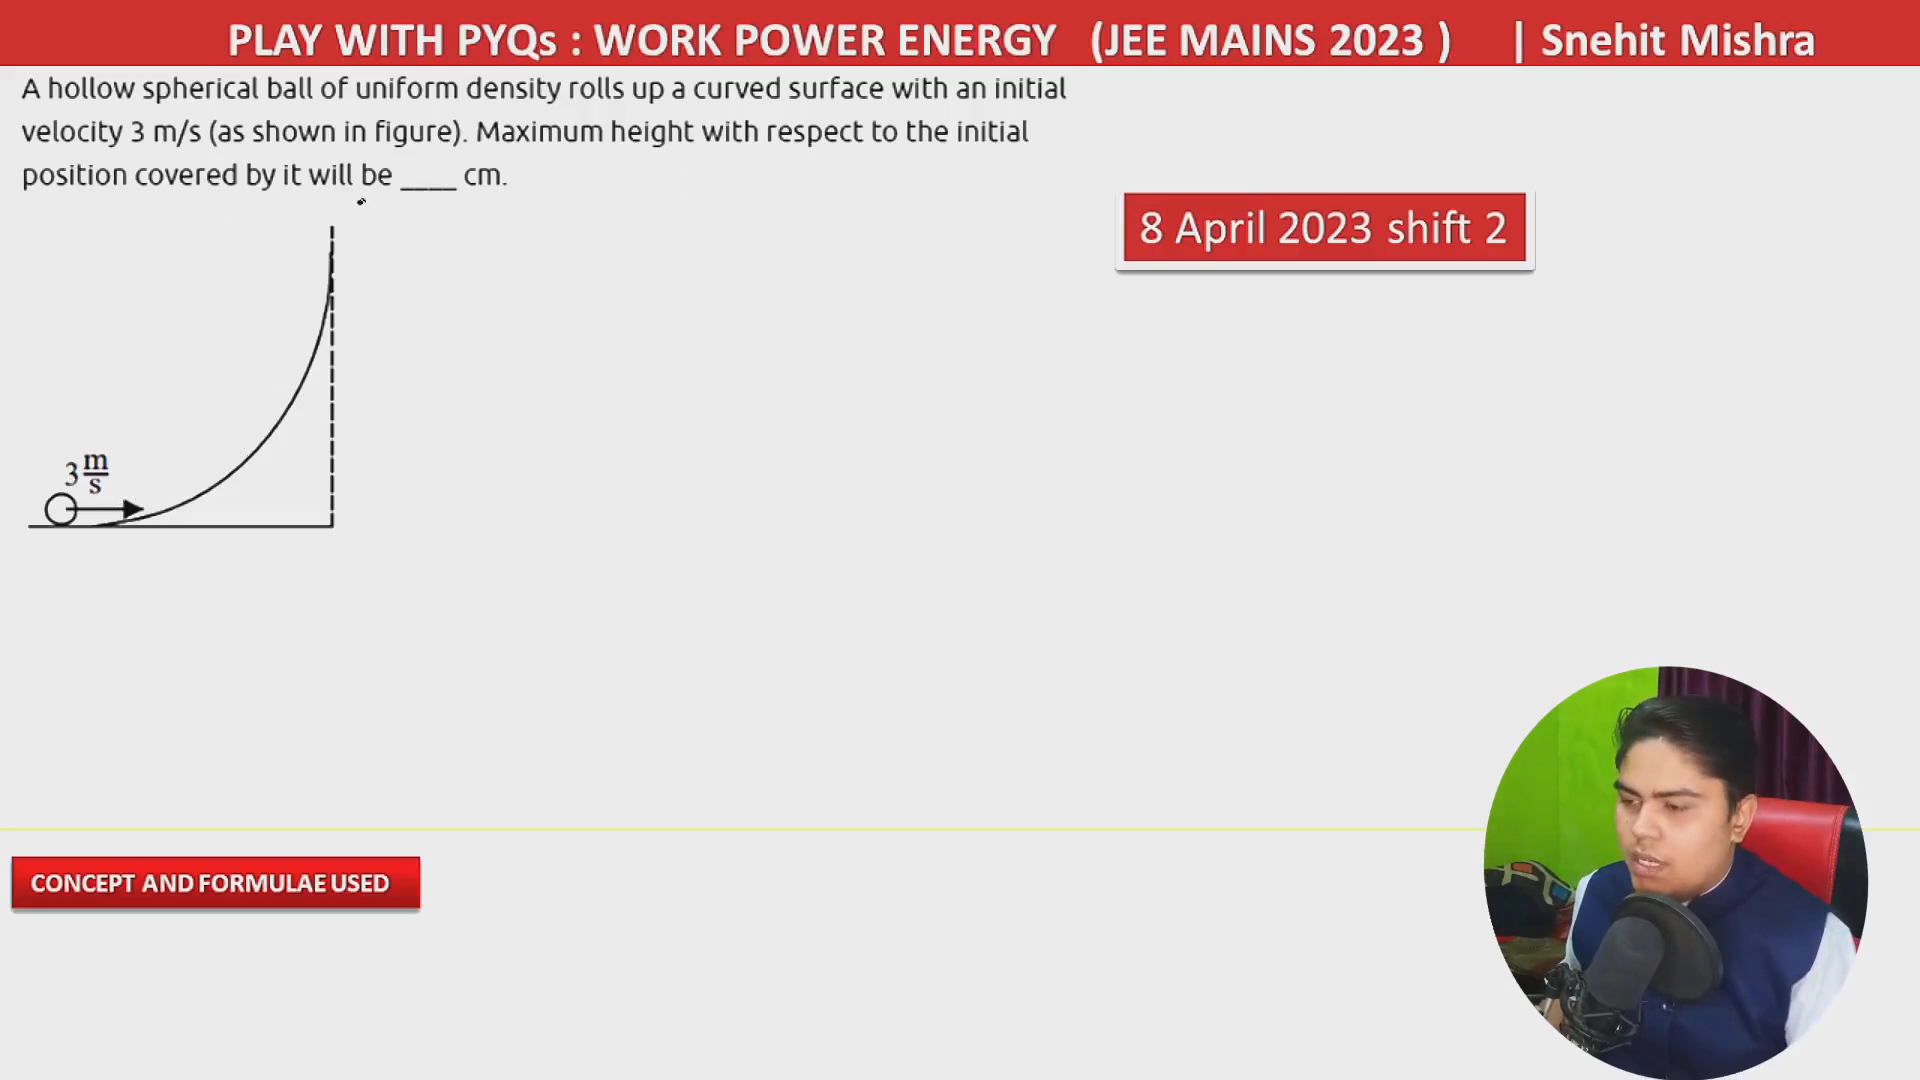 PLAY WITH PYQs : WORK POWER ENERGY (JEE MAINS 2023 ) | Snehit Mishra
A hollow spherical ball of uniform density rolls up a curved surface with an initial
velocity 3 m/s (as shown in figure). Maximum height with respect to the initial
position covered by it will be ____ cm.
8 April 2023 shift 2
3 m/s
CONCEPT AND FORMULAE USED